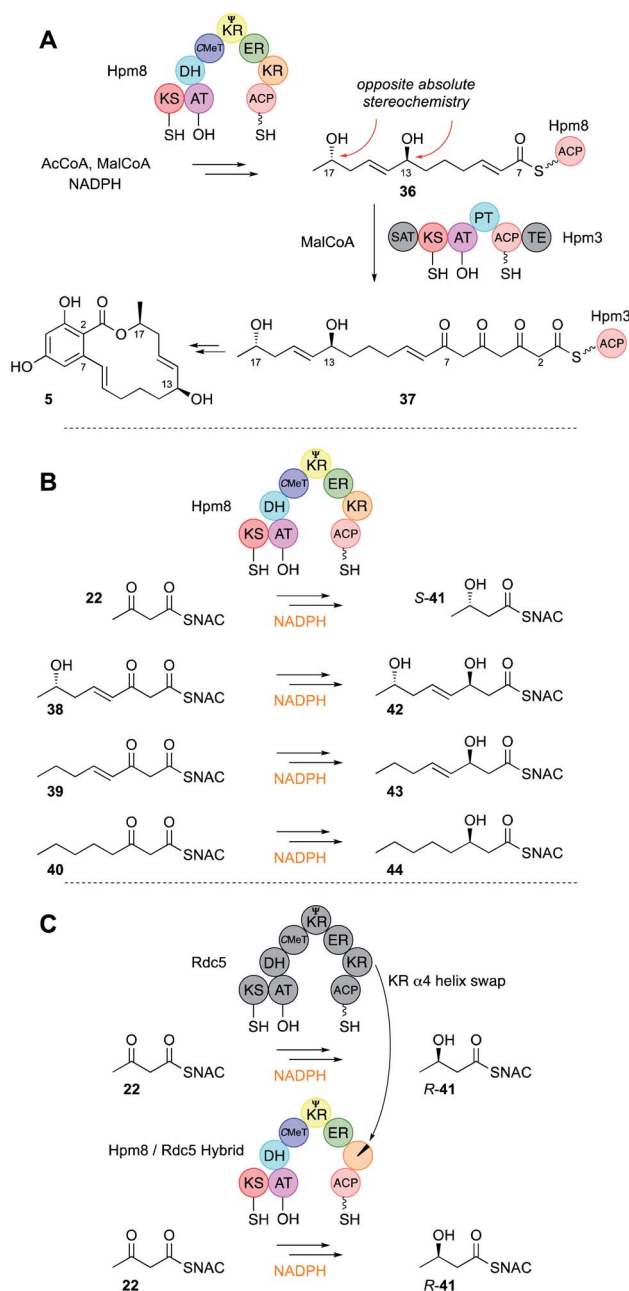 A
Ψ
KR
CMeT
ER
Hpm8
DH
KR
KS
AT
ACP
SH
OH
SH
opposite absolute
stereochemistry
OH
OH
O
Hpm8
17
13
7
S
ACP
AcCoA, MalCoA
NADPH
36
MalCoA
SAT
KS
AT
PT
ACP
TE
Hpm3
SH
OH
SH
OH
O
2
O
17
HO
7
13
OH
5
OH
OH
O
O
O
O
Hpm3
17
13
7
2
S
ACP
37
B
Ψ
KR
CMeT
ER
Hpm8
DH
KR
KS
AT
ACP
SH
OH
SH
22
O
O
SNAC
NADPH
OH
O
SNAC
S-41
OH
O
O
SNAC
38
NADPH
OH
OH
O
SNAC
42
O
O
SNAC
39
NADPH
OH
O
SNAC
43
O
O
SNAC
40
NADPH
OH
O
SNAC
44
C
Ψ
KR
CMeT
ER
Rdc5
DH
KR
KS
AT
ACP
SH
OH
SH
KR α4 helix swap
O
O
SNAC
22
NADPH
OH
O
SNAC
R-41
Ψ
KR
CMeT
ER
Hpm8 / Rdc5 Hybrid
DH
KS
AT
ACP
SH
OH
SH
O
O
SNAC
22
NADPH
OH
O
SNAC
R-41